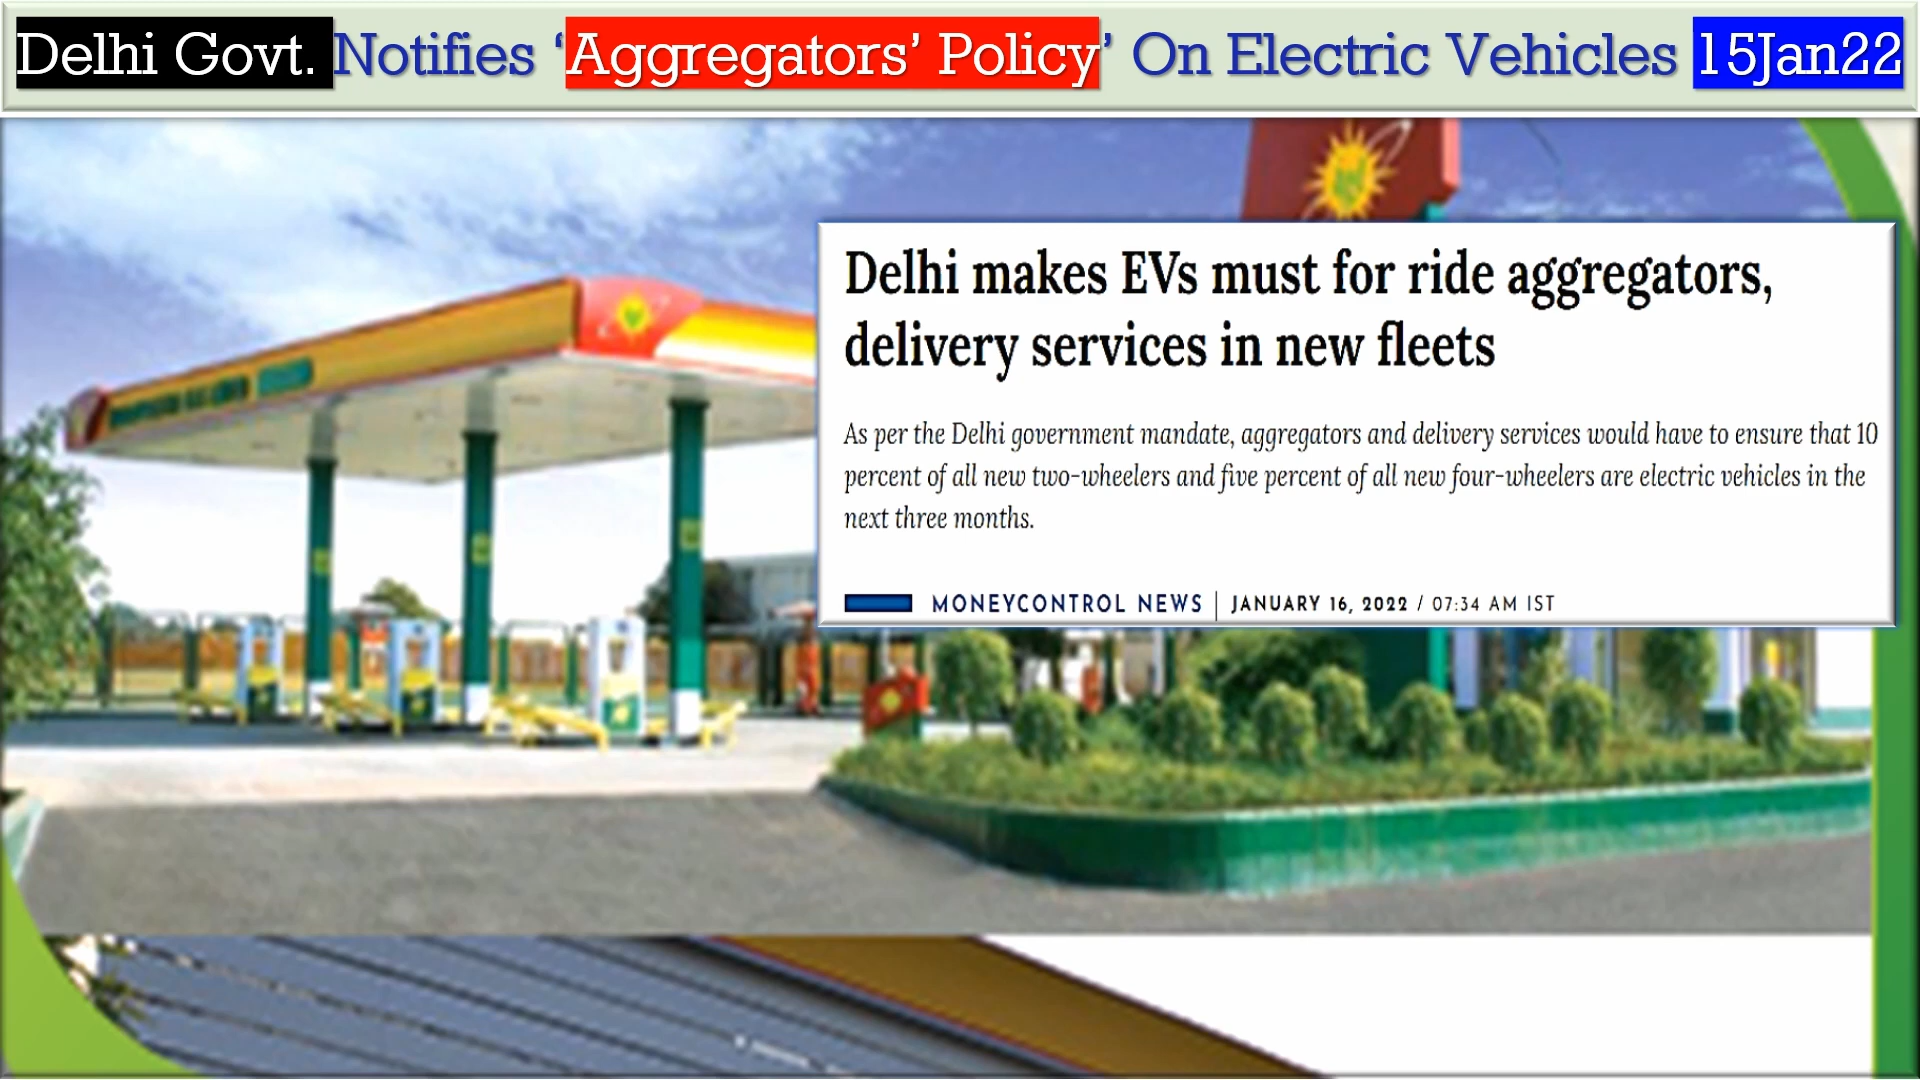 Delhi Govt. Notifies ‘Aggregators’ Policy’ On Electric Vehicles 15Jan22
Delhi makes EVs must for ride aggregators,
delivery services in new fleets
As per the Delhi government mandate, aggregators and delivery services would have to ensure that 10
percent of all new two-wheelers and five percent of all new four-wheelers are electric vehicles in the
next three months.
MONEYCONTROL NEWS | JANUARY 16, 2022 / 07:34 AM IST